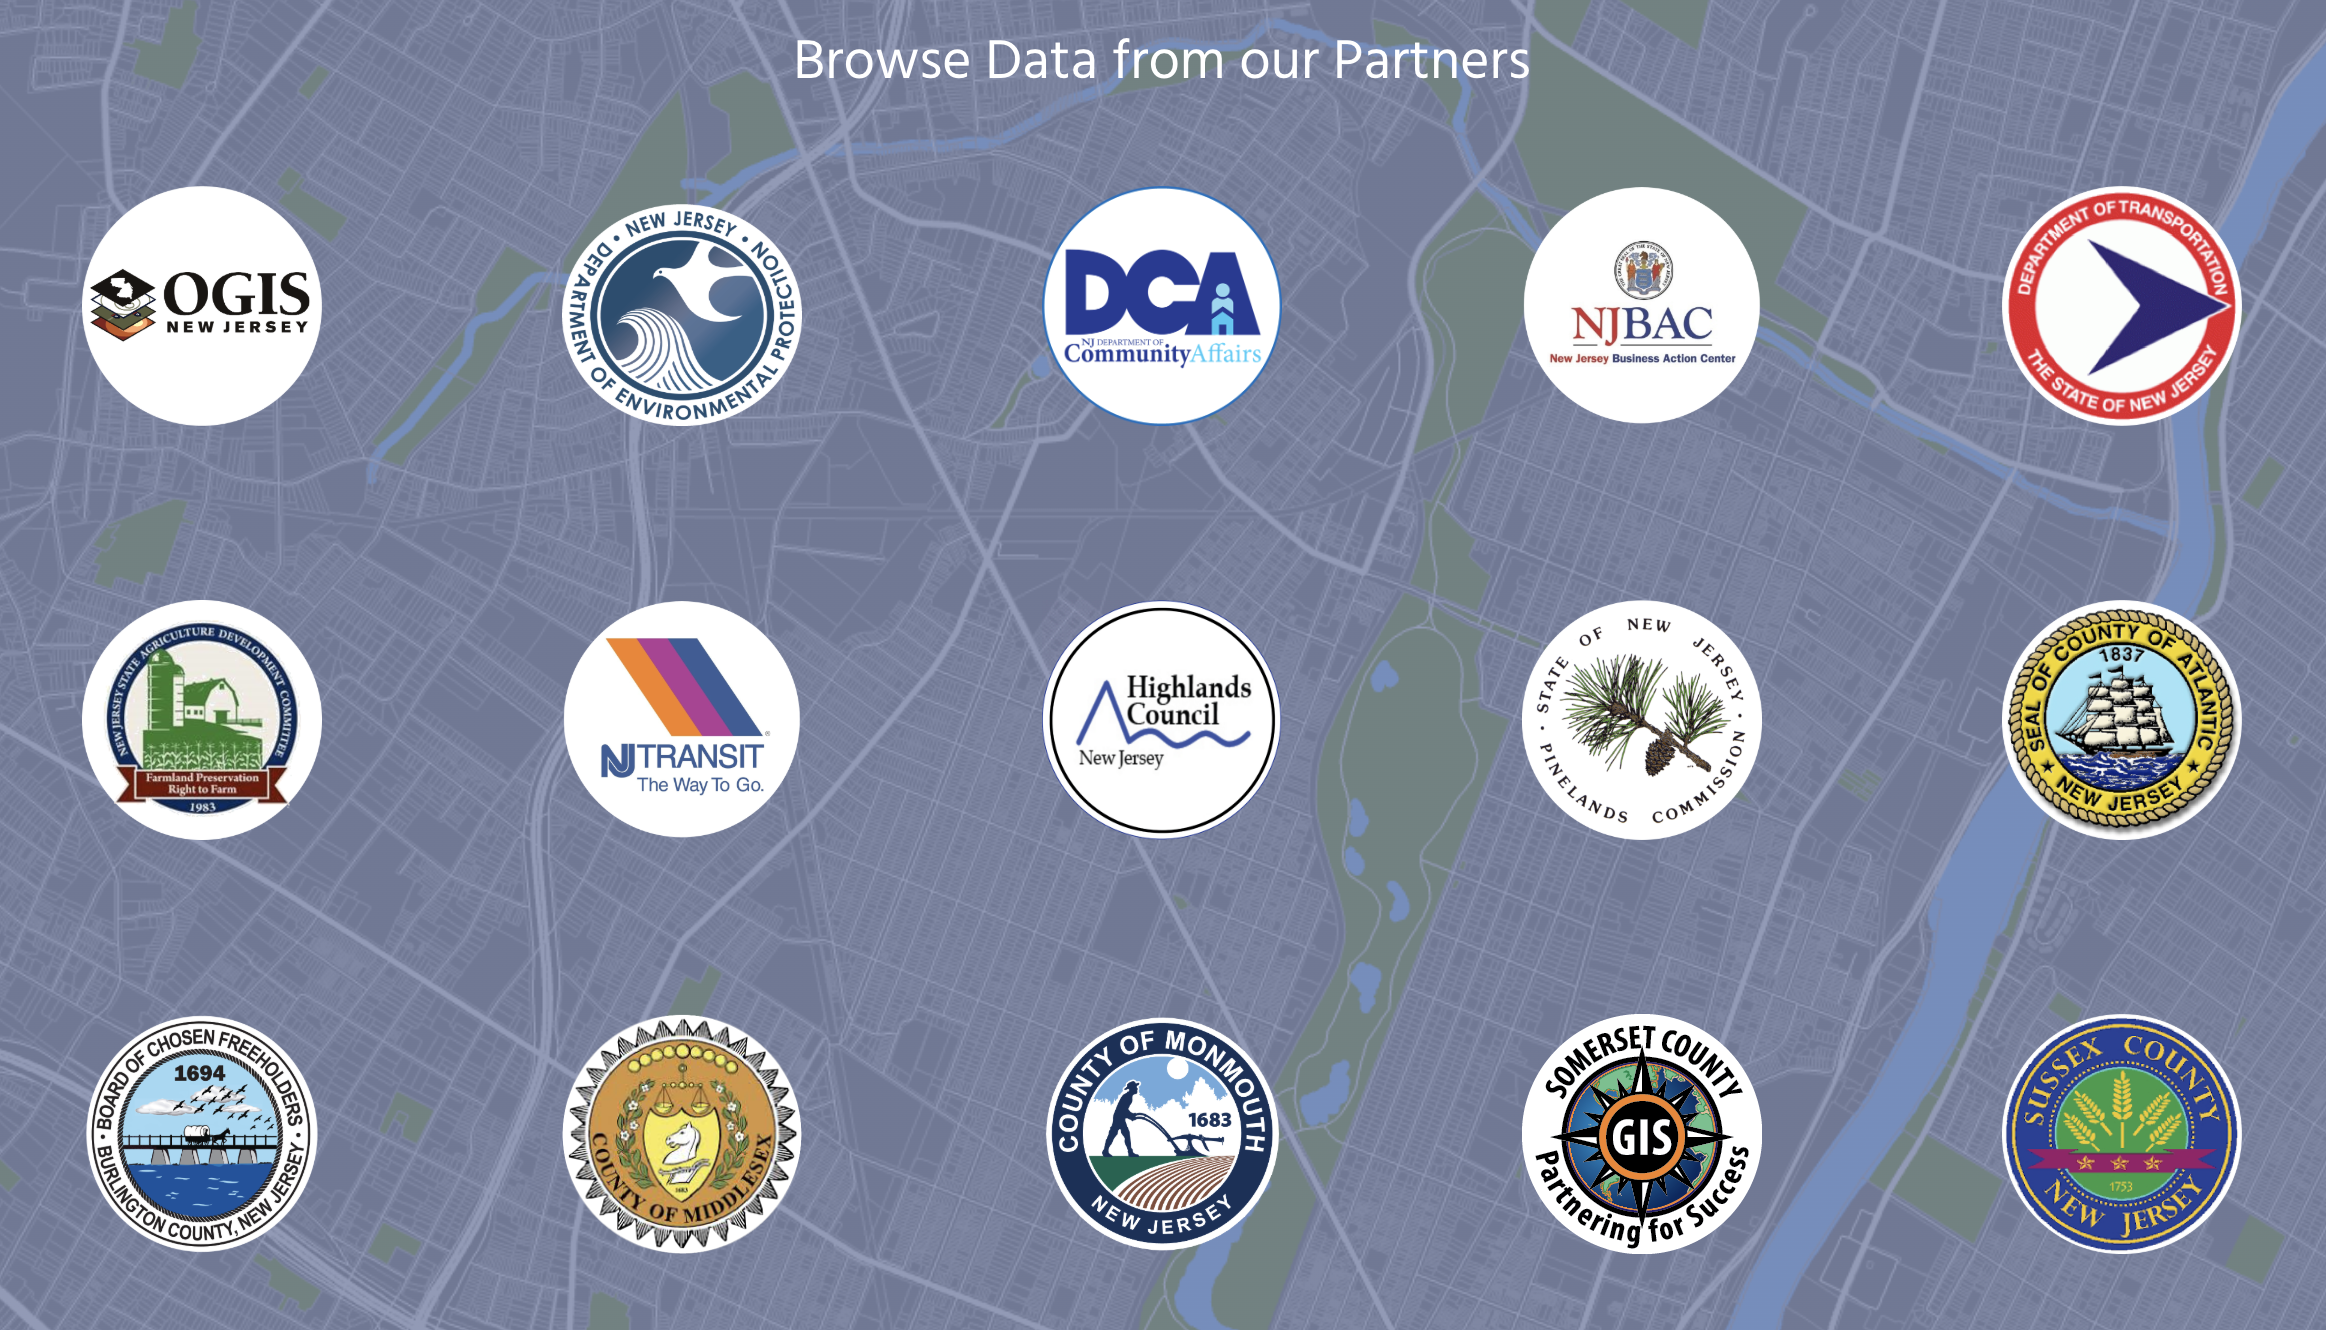 Browse Data from our Partners
OGIS
NEW JERSEY
• NEW JERSEY •
DEPARTMENT OF ENVIRONMENTAL PROTECTION
DCA
NJ DEPARTMENT OF
CommunityAffairs
NJBAC
New Jersey Business Action Center
DEPARTMENT OF TRANSPORTATION
THE STATE OF NEW JERSEY
NEW JERSEY STATE AGRICULTURE DEVELOPMENT COMMITTEE
Farmland Preservation
Right to Farm
1983
NJ TRANSIT
The Way To Go.
Highlands
Council
New Jersey
STATE OF NEW JERSEY
• PINELANDS COMMISSION •
SEAL OF COUNTY OF ATLANTIC
1837
★ NEW JERSEY ★
• BOARD OF CHOSEN FREEHOLDERS •
1694
BURLINGTON COUNTY, NEW JERSEY
1683
COUNTY OF MIDDLESEX
COUNTY OF MONMOUTH
1683
NEW JERSEY
SOMERSET COUNTY
GIS
Partnering for Success
SUSSEX COUNTY
1753
NEW JERSEY